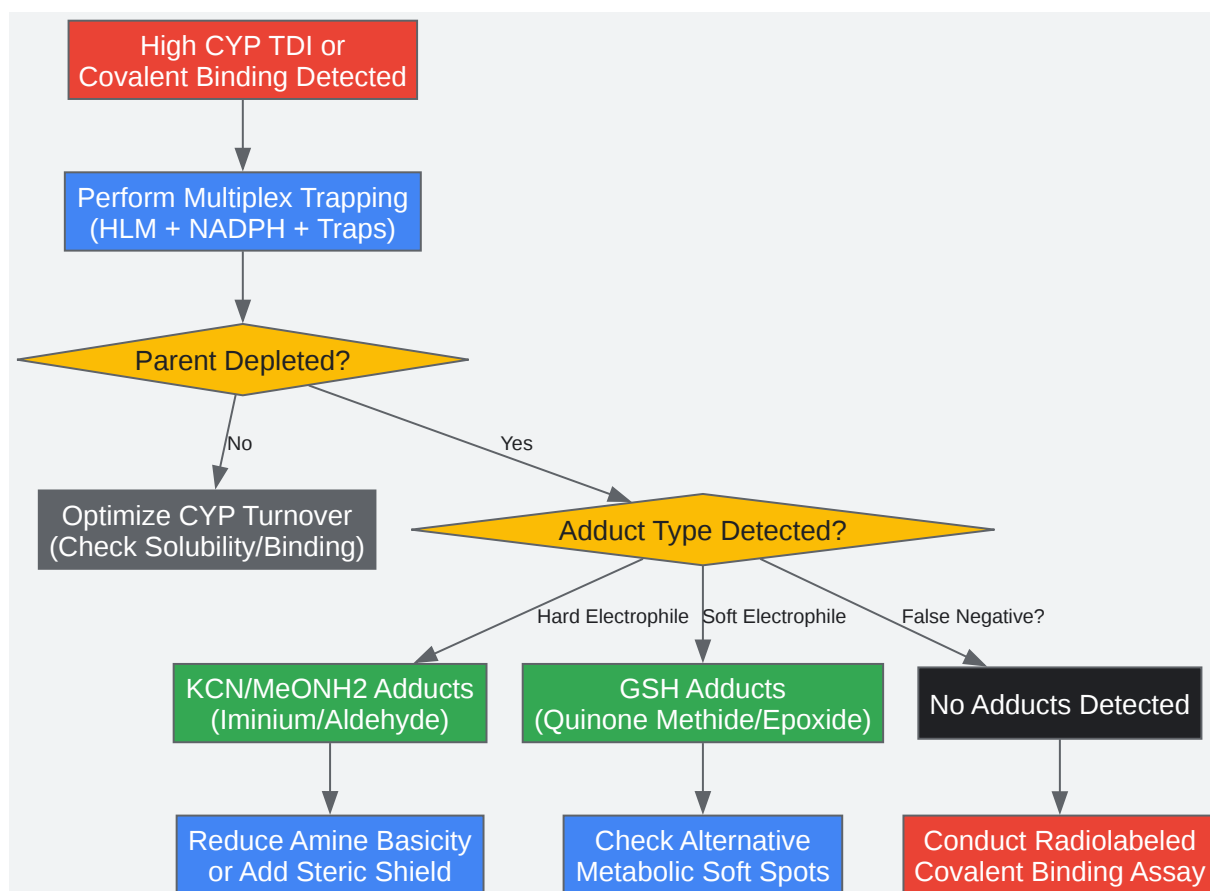 High CYP TDI or
Covalent Binding Detected
Perform Multiplex Trapping
(HLM + NADPH + Traps)
Parent Depleted?
No
Yes
Optimize CYP Turnover
(Check Solubility/Binding)
Adduct Type Detected?
Hard Electrophile
Soft Electrophile
False Negative?
KCN/MeONH2 Adducts
(Iminium/Aldehyde)
GSH Adducts
(Quinone Methide/Epoxide)
No Adducts Detected
Reduce Amine Basicity
or Add Steric Shield
Check Alternative
Metabolic Soft Spots
Conduct Radiolabeled
Covalent Binding Assay